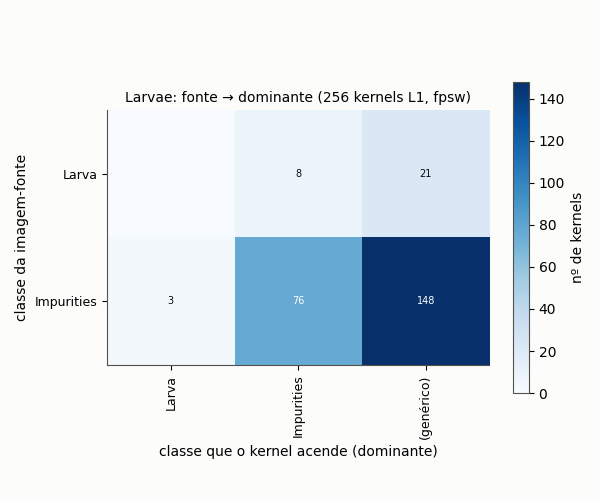 Larvae: fonte → dominante (256 kernels L1, fpsw)
classe da imagem-fonte
Larva
8
21
Impurities
3
76
148
Larva
Impurities
(genérico)
classe que o kernel acende (dominante)
140
120
100
80
60
40
20
0
nº de kernels